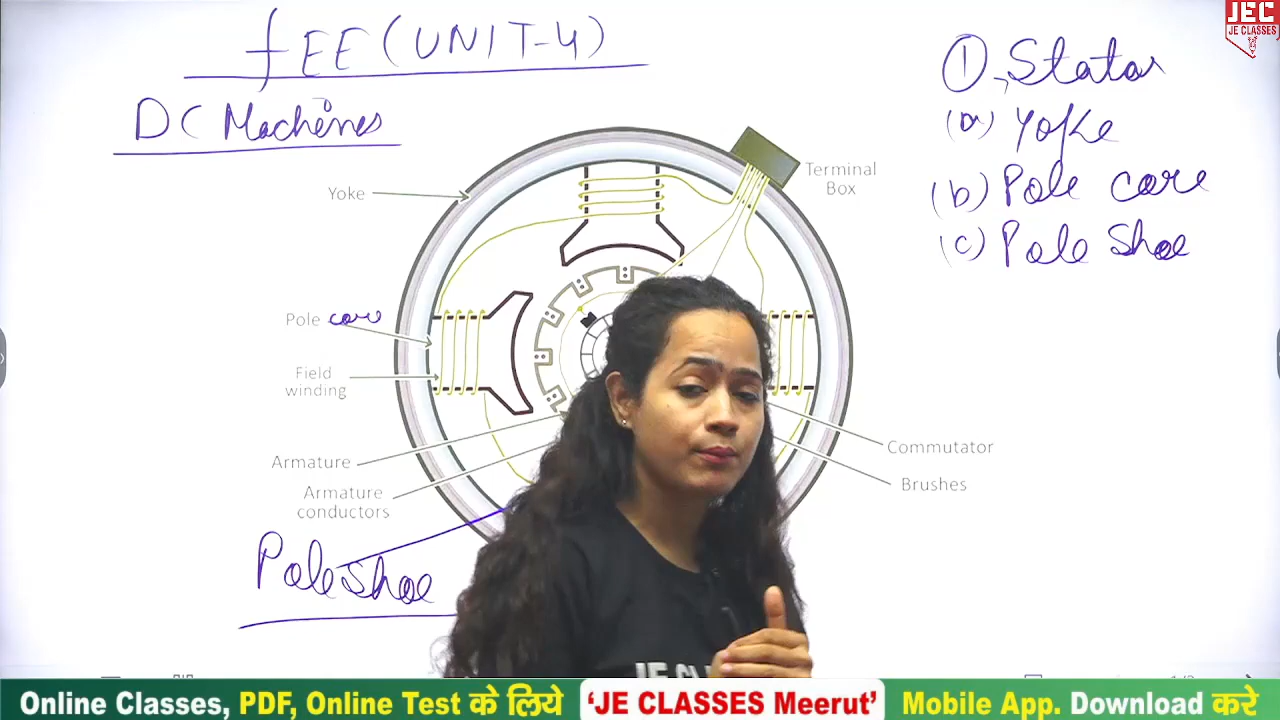 JEC
JE CLASSES
fEE (UNIT-4)
DC Machines
① Stator
(a) Yoke
(b) Pole core
(c) Pole Shoe
Terminal
Box
Yoke
Pole core
Field
winding
Armature
Armature
conductors
Commutator
Brushes
Pole Shoe
JE CLA
Online Classes, PDF, Online Test के लिये 'JE CLASSES Meerut' Mobile App. Download करे